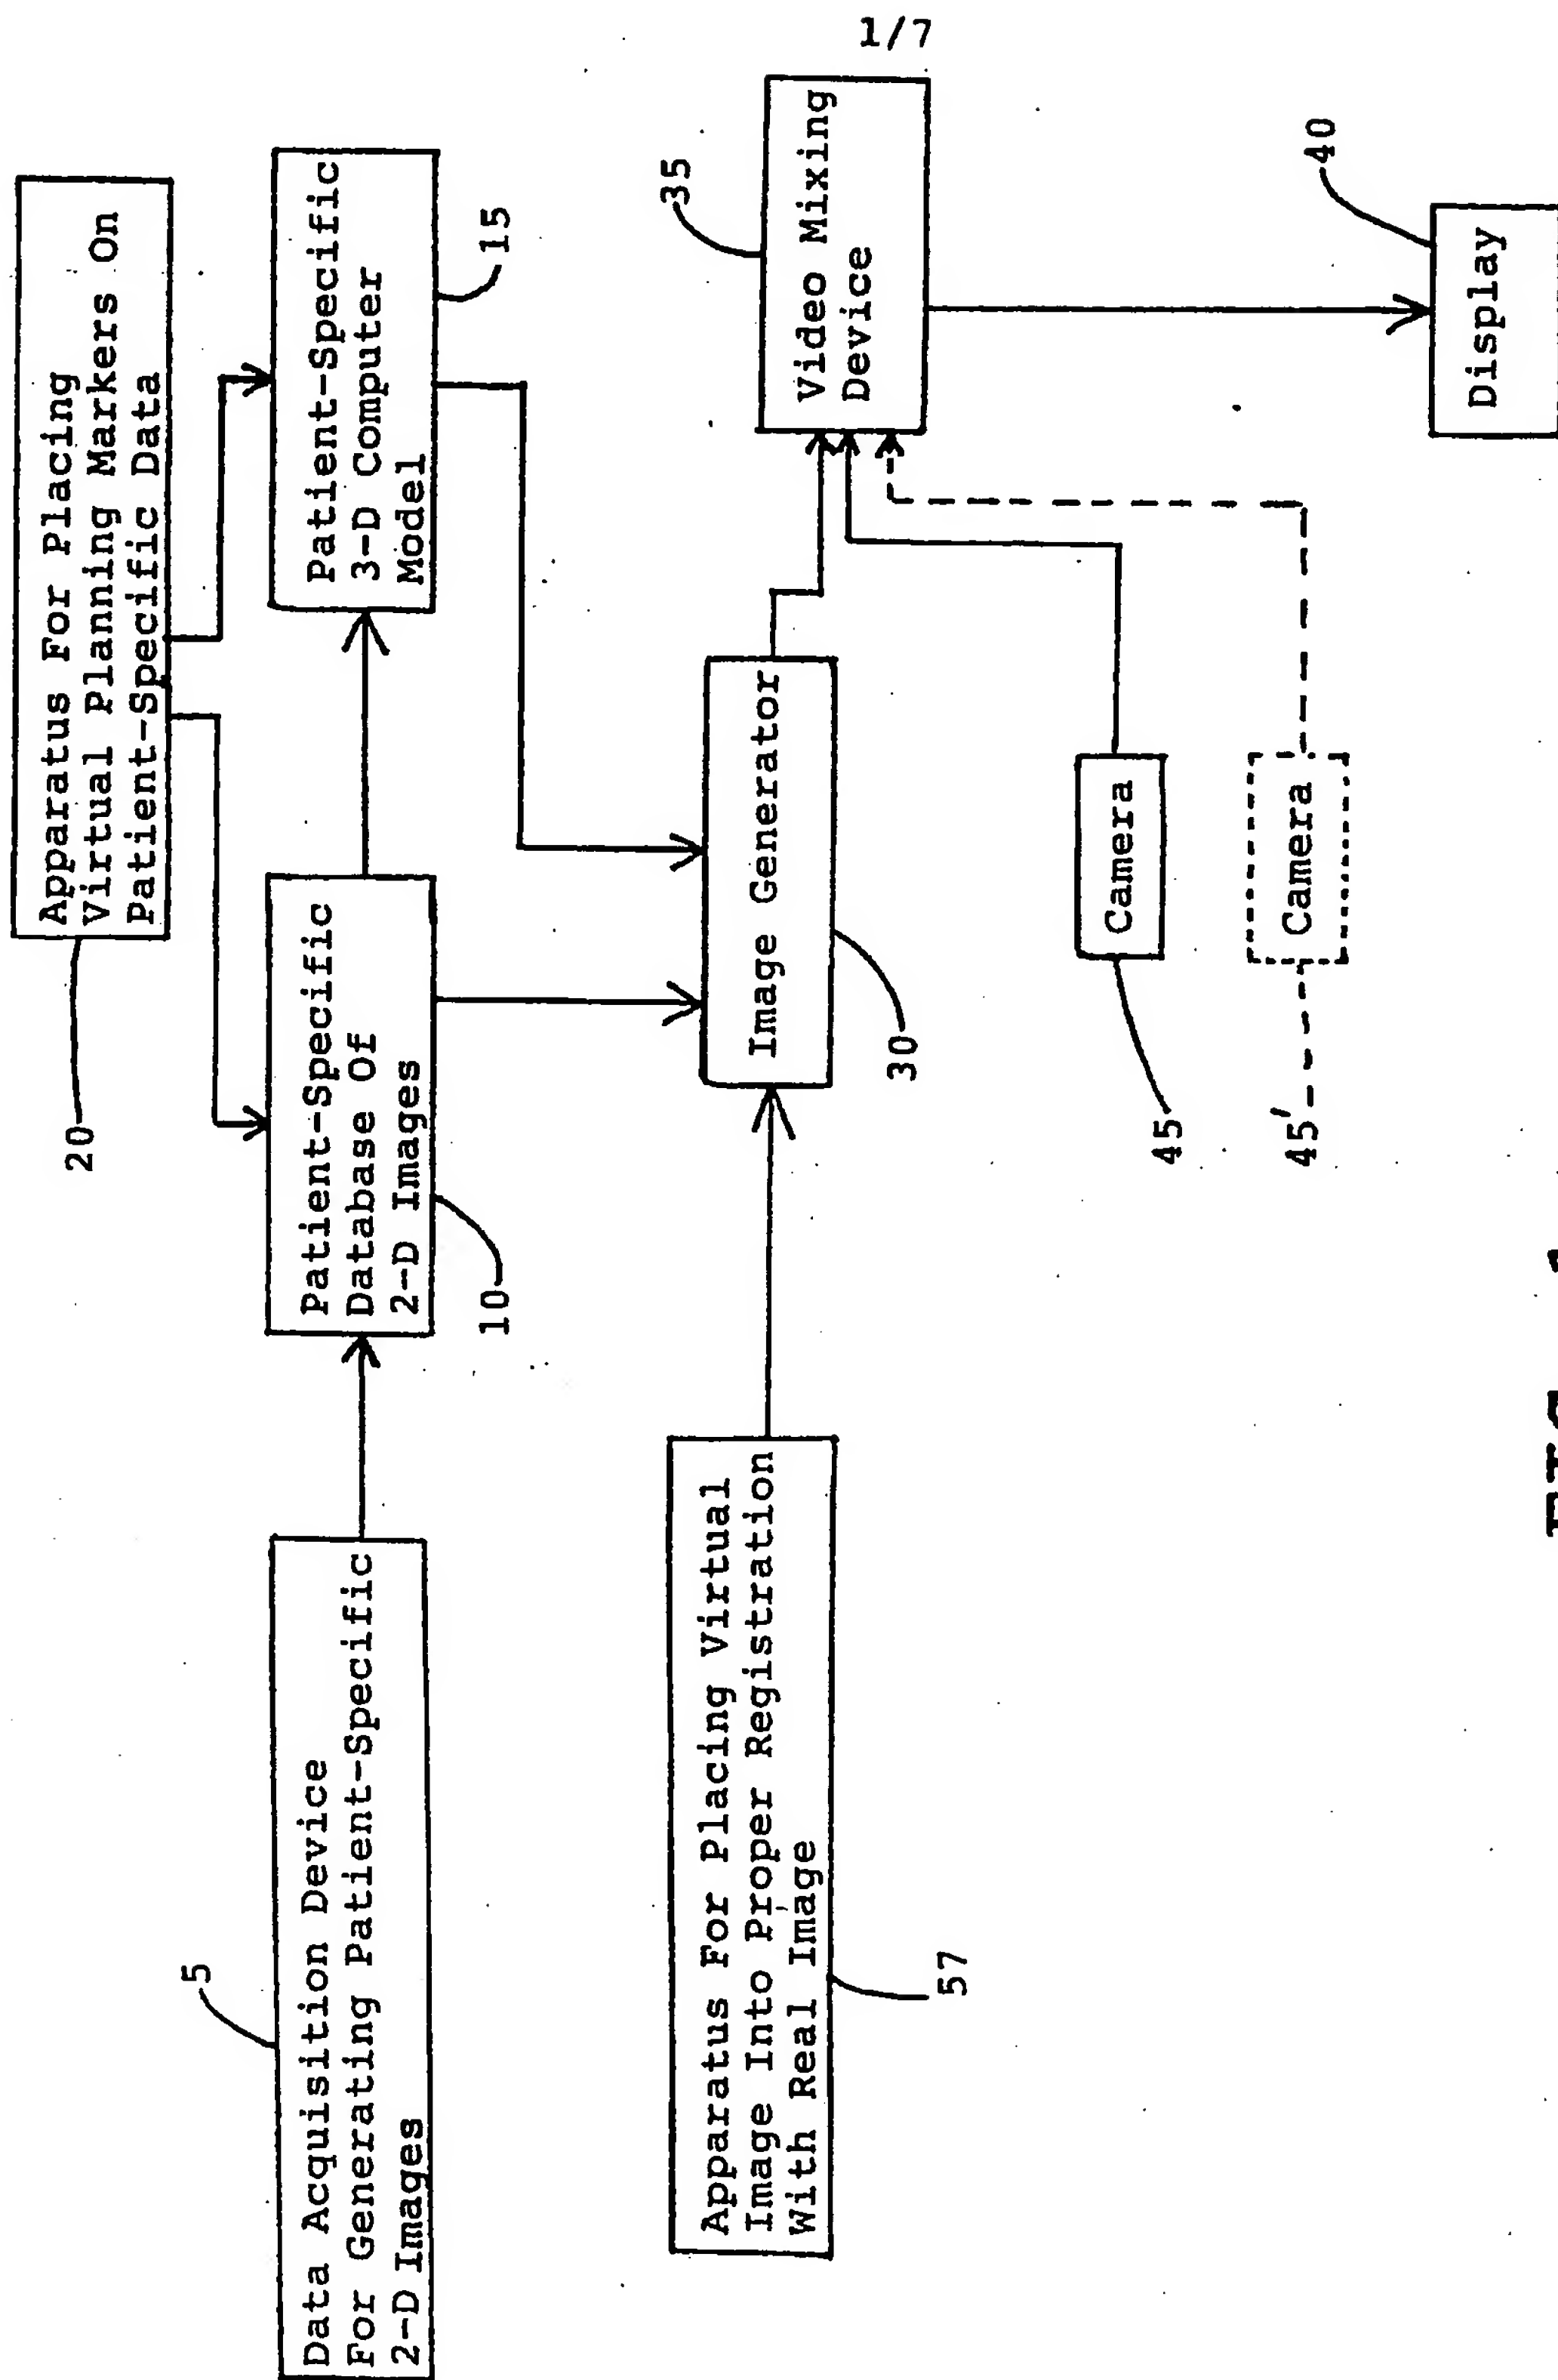 1/7
20
Apparatus For Placing
Virtual Planning Markers On
Patient-Specific Data
5
Data Acquisition Device
For Generating Patient-Specific
2-D Images
Patient-Specific
Database Of
2-D Images
10
Patient-Specific
3-D Computer
Model
15
Apparatus For Placing Virtual
Image Into Proper Registration
With Real Image
57
Image Generator
30
35
Video Mixing
Device
45
Camera
45'
Camera
40
Display